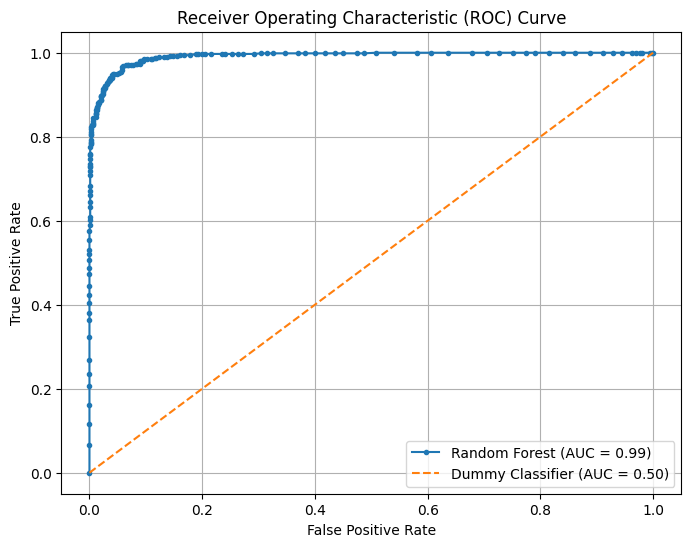 Receiver Operating Characteristic (ROC) Curve
True Positive Rate
1.0
0.8
0.6
0.4
0.2
0.0
0.0 0.2 0.4 0.6 0.8 1.0
False Positive Rate
Random Forest (AUC = 0.99)
Dummy Classifier (AUC = 0.50)